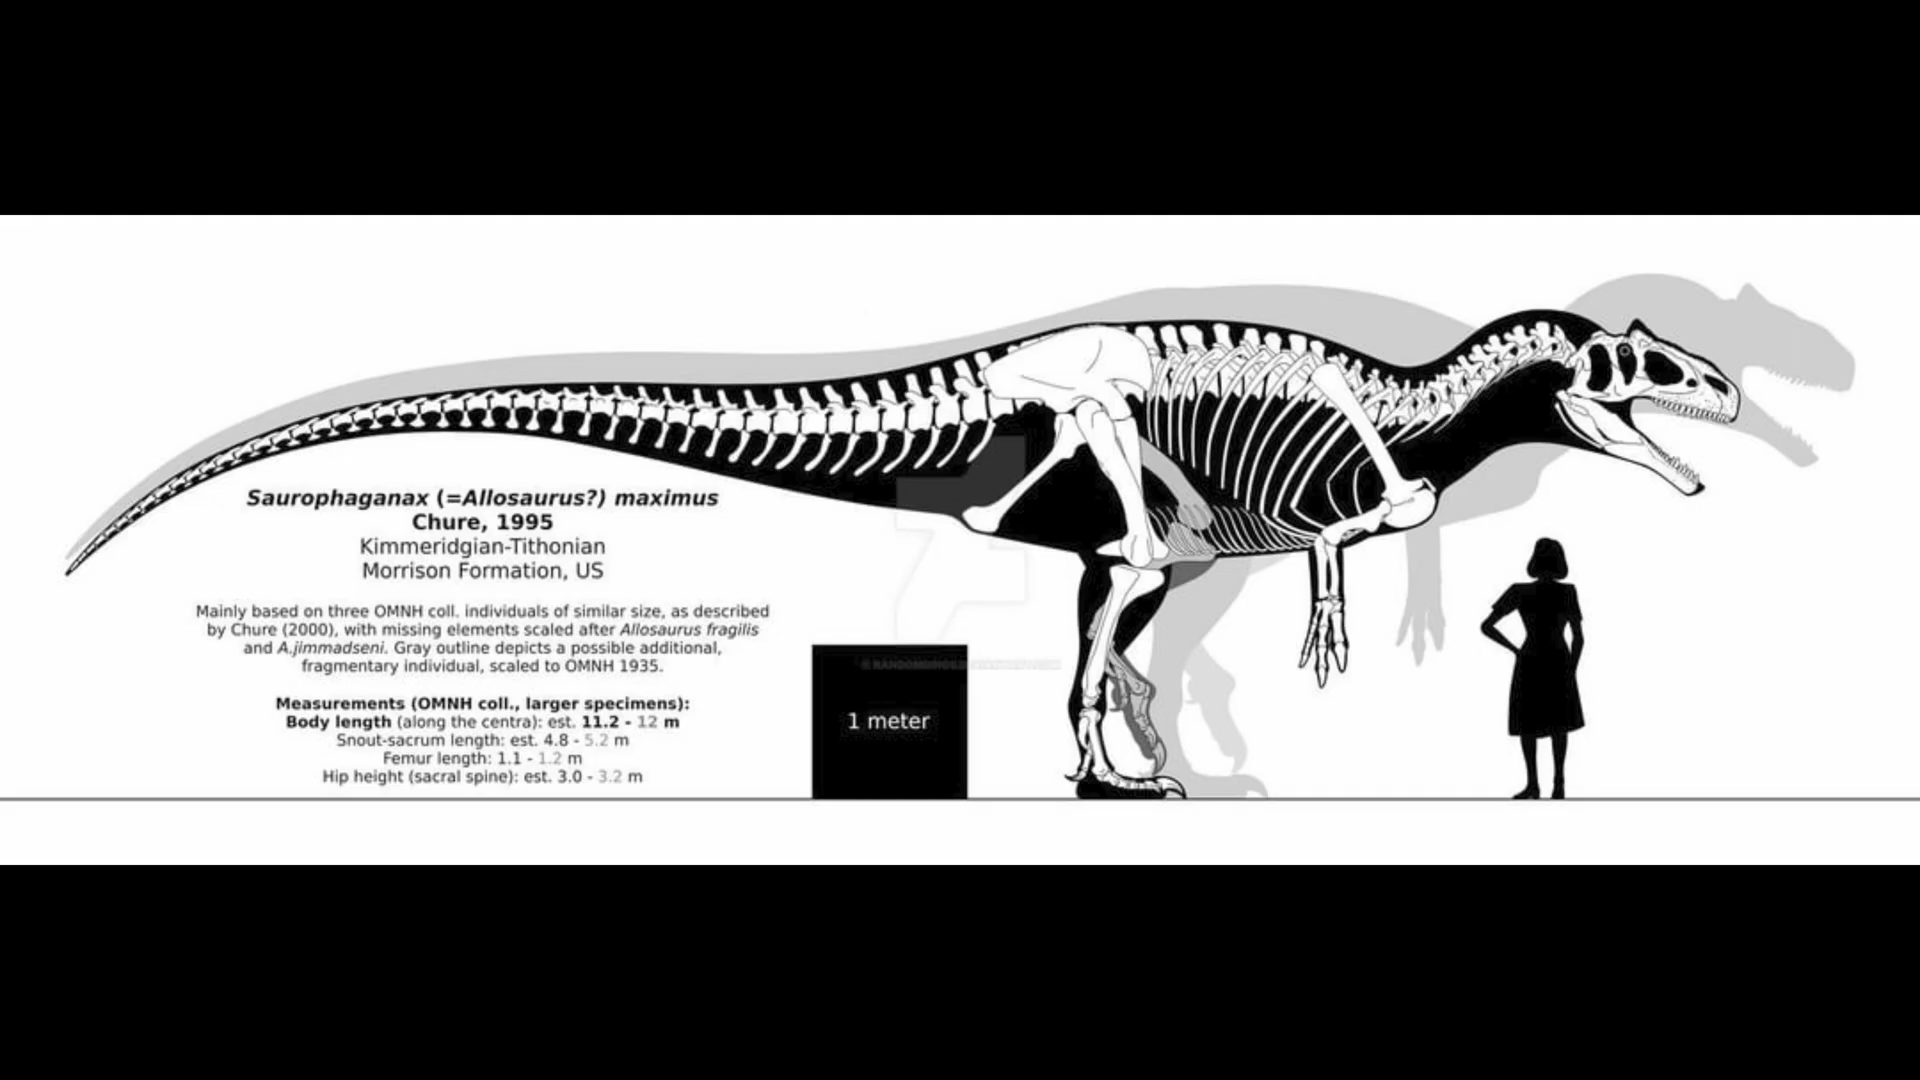 Saurophaganax (=Allosaurus?) maximus
Chure, 1995
Kimmeridgian-Tithonian
Morrison Formation, US
Mainly based on three OMNH coll. individuals of similar size, as described
by Chure (2000), with missing elements scaled after Allosaurus fragilis
and A.jimmadseni. Gray outline depicts a possible additional,
fragmentary individual, scaled to OMNH 1935.
Measurements (OMNH coll., larger specimens):
Body length (along the centra): est. 11.2 - 12 m
Snout-sacrum length: est. 4.8 - 5.2 m
Femur length: 1.1 - 1.2 m
Hip height (sacral spine): est. 3.0 - 3.2 m
1 meter